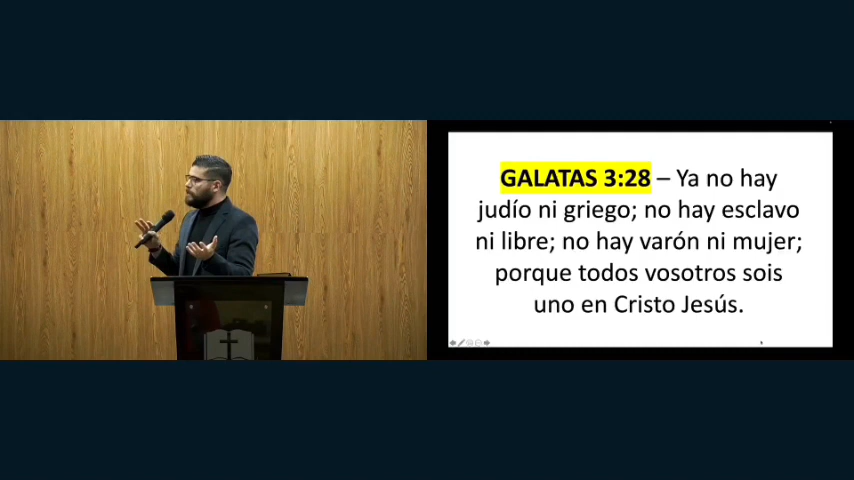 GALATAS 3:28 – Ya no hay
judío ni griego; no hay esclavo
ni libre; no hay varón ni mujer;
porque todos vosotros sois
uno en Cristo Jesús.